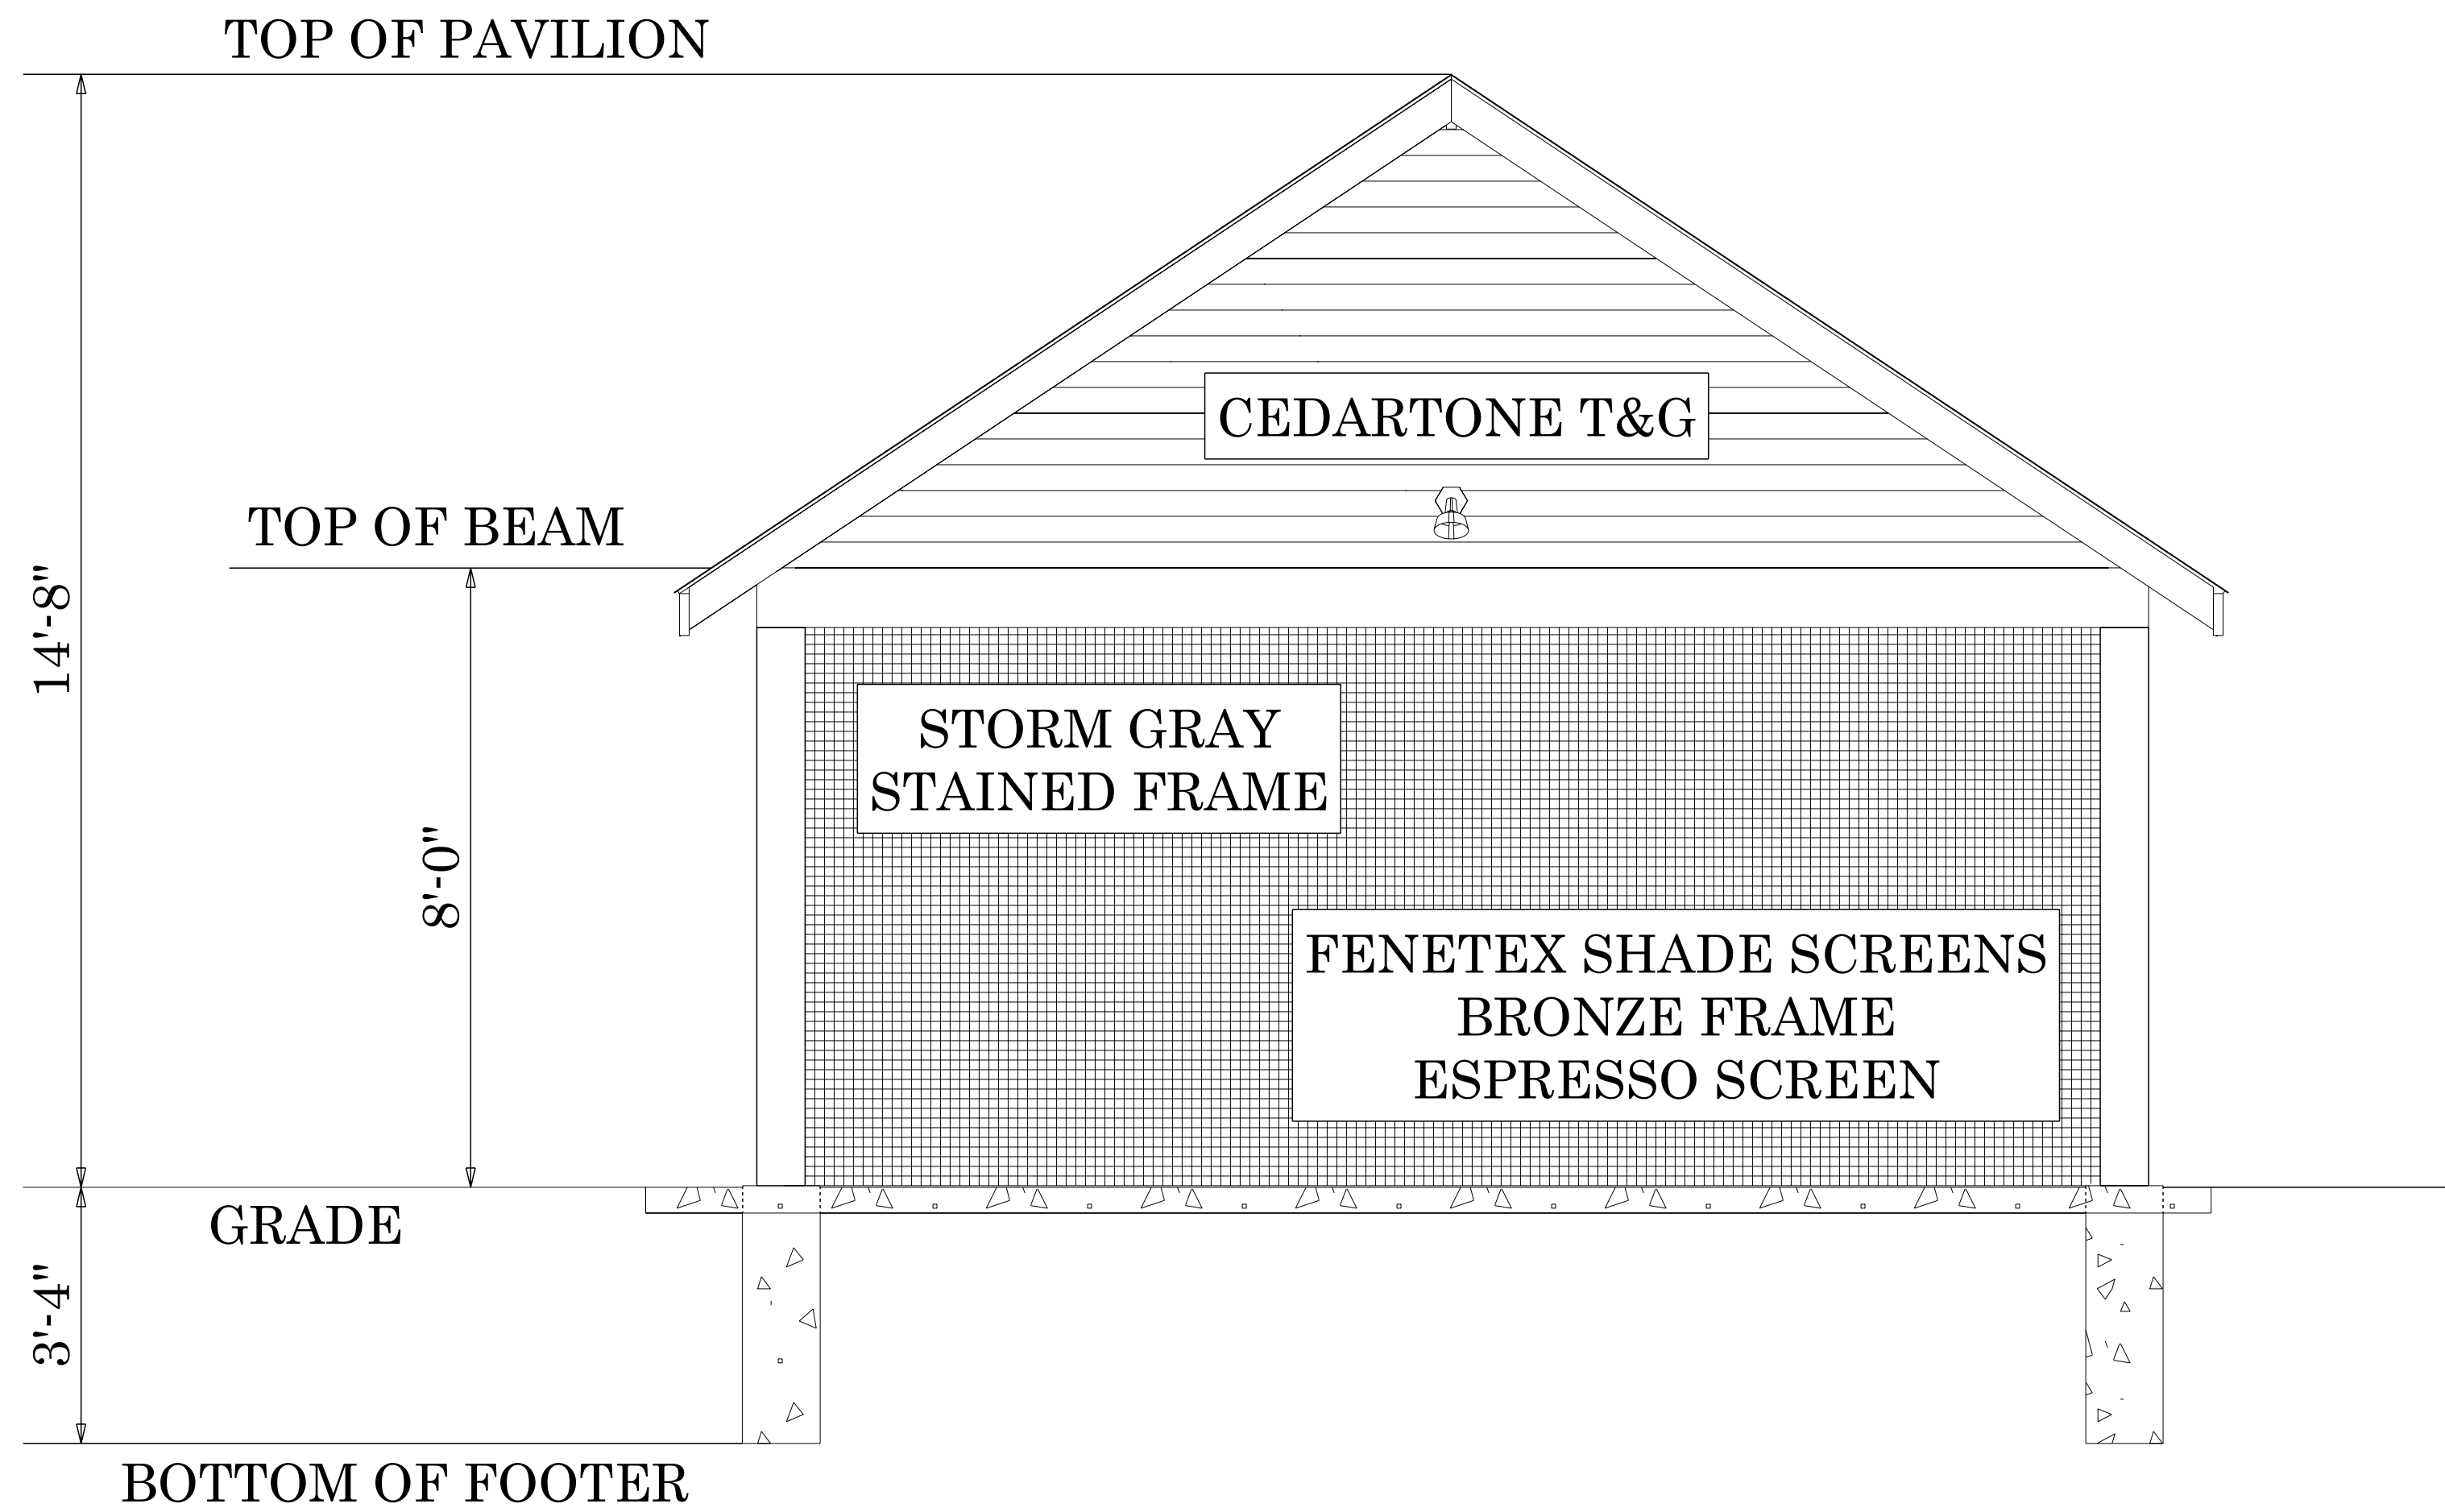 TOP OF PAVILION
CEDARTONE T&G
TOP OF BEAM
14'-8"
8'-0"
STORM GRAY
STAINED FRAME
FENETEX SHADE SCREENS
BRONZE FRAME
ESPRESSO SCREEN
GRADE
3'-4"
BOTTOM OF FOOTER